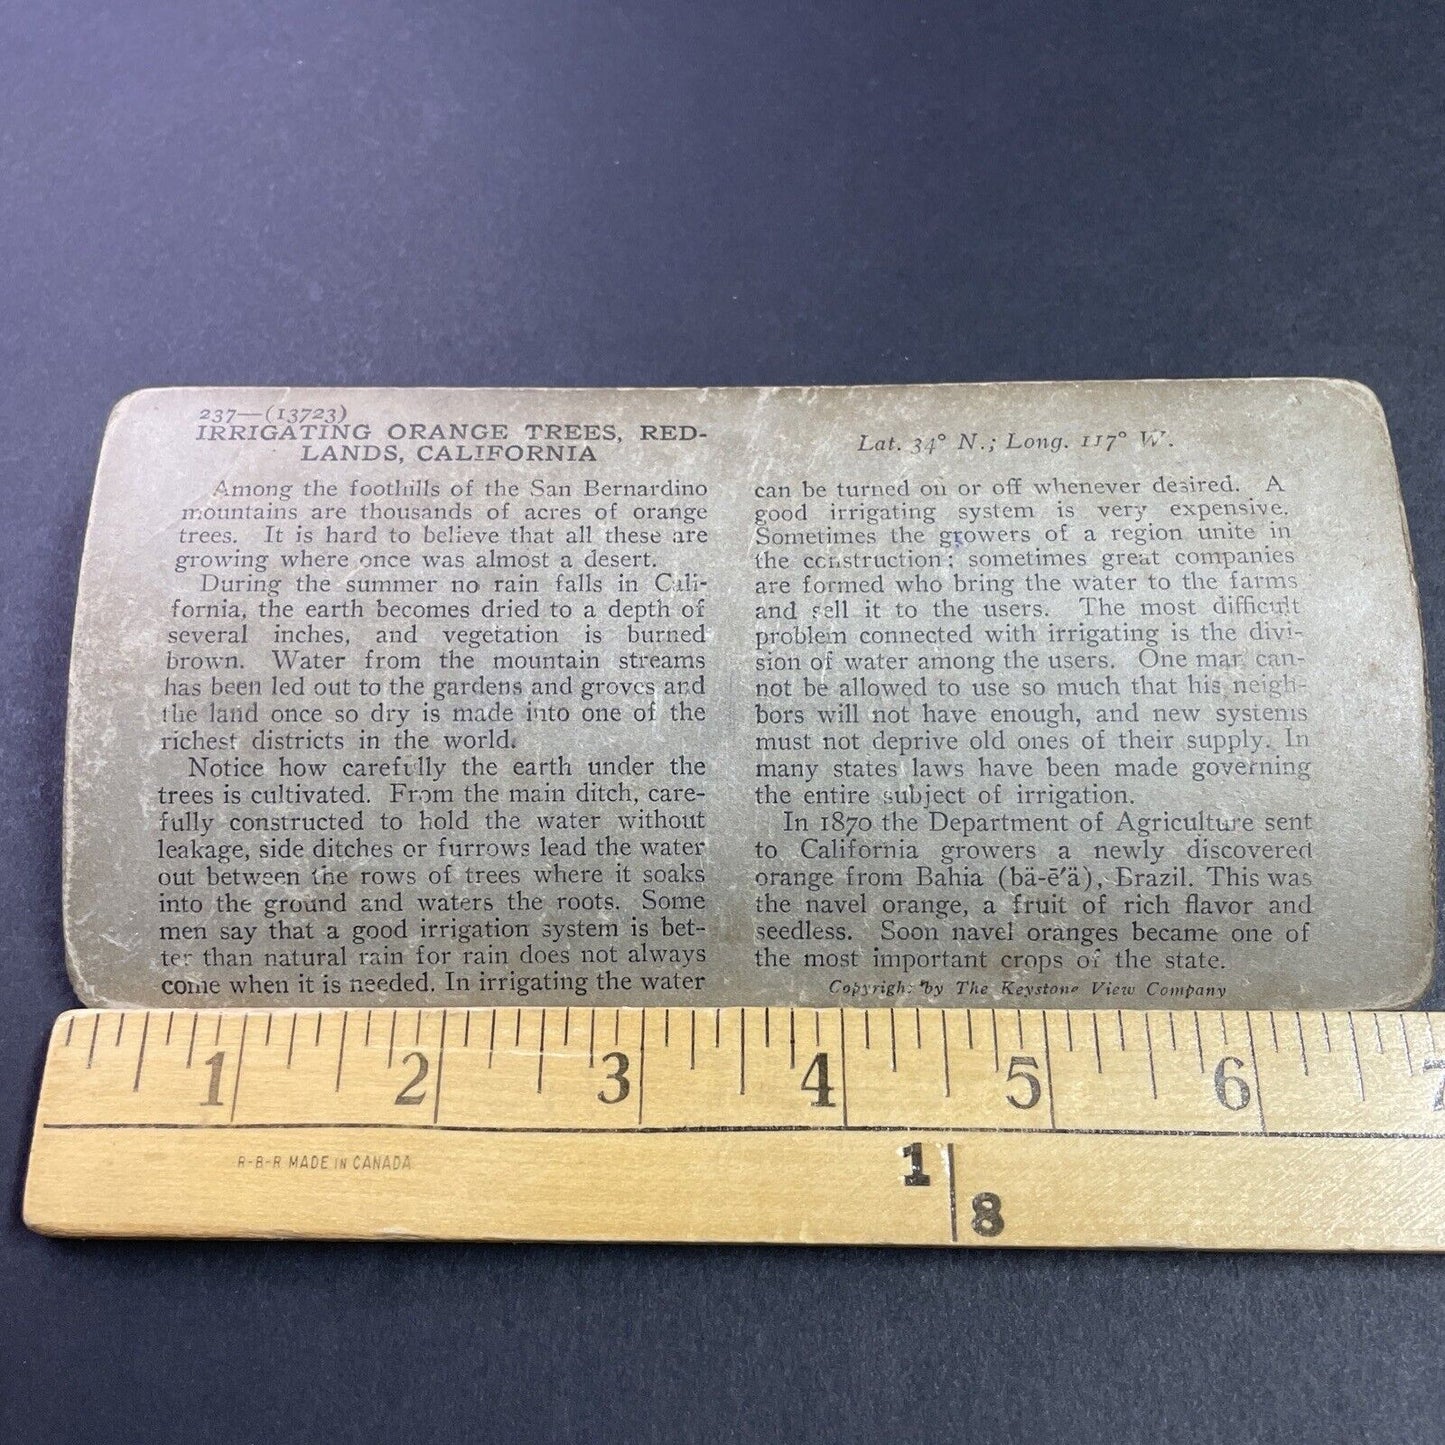 237—(13723)
IRRIGATING ORANGE TREES, RED-
LANDS, CALIFORNIA
Among the foothills of the San Bernardino
mountains are thousands of acres of orange
trees. It is hard to believe that all these are
growing where once was almost a desert.
During the summer no rain falls in Cali-
fornia, the earth becomes dried to a depth of
several inches, and vegetation is burned
brown. Water from the mountain streams
has been led out to the gardens and groves and
the land once so dry is made into one of the
richest districts in the world.
Notice how carefully the earth under the
trees is cultivated. From the main ditch, care-
fully constructed to hold the water without
leakage, side ditches or furrows lead the water
out between the rows of trees where it soaks
into the ground and waters the roots. Some
men say that a good irrigation system is bet-
ter than natural rain for rain does not always
come when it is needed. In irrigating the water
Lat. 34° N.; Long. 117° W.
can be turned on or off whenever desired. A
good irrigating system is very expensive.
Sometimes the growers of a region unite in
the construction; sometimes great companies
are formed who bring the water to the farms
and sell it to the users. The most difficult
problem connected with irrigating is the divi-
sion of water among the users. One man can-
not be allowed to use so much that his neigh-
bors will not have enough, and new systems
must not deprive old ones of their supply. In
many states laws have been made governing
the entire subject of irrigation.
In 1870 the Department of Agriculture sent
to California growers a newly discovered
orange from Bahia (bä-ē′ä), Brazil. This was
the navel orange, a fruit of rich flavor and
seedless. Soon navel oranges became one of
the most important crops of the state.
Copyright by The Keystone View Company
1 2 3 4 5 6 7
R-B-R MADE IN CANADA
1 8